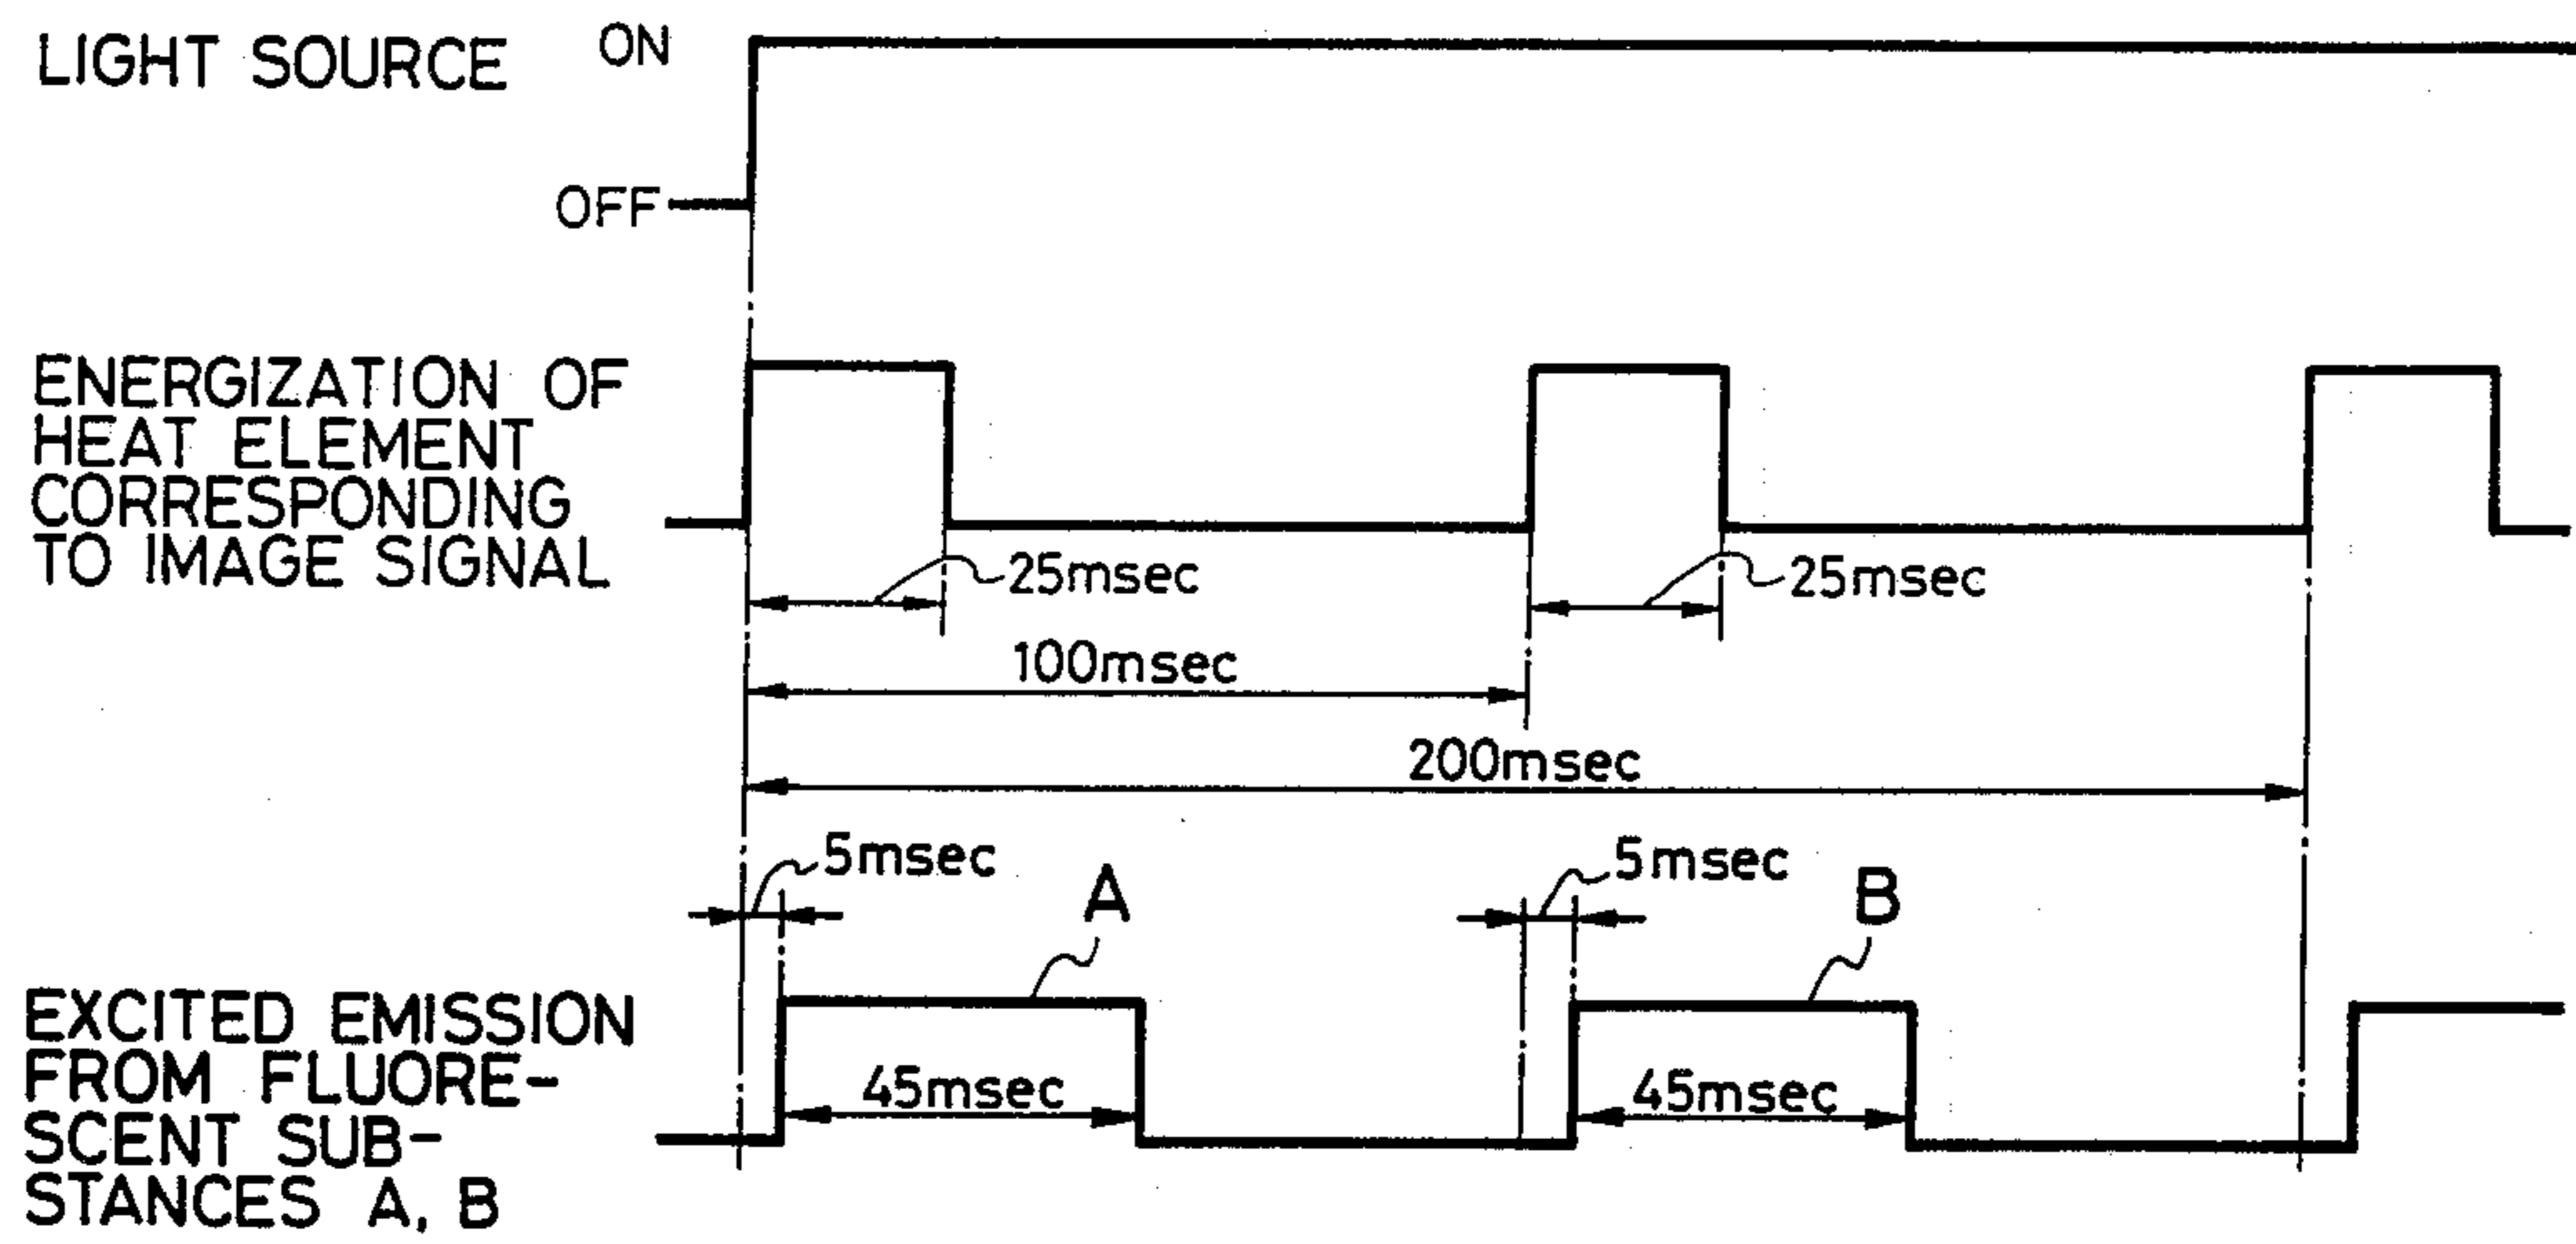 LIGHT SOURCE
ON
OFF
ENERGIZATION OF
HEAT ELEMENT
CORRESPONDING
TO IMAGE SIGNAL
25msec
25msec
100msec
200msec
5msec
A
5msec
B
EXCITED EMISSION
FROM FLUORE-
SCENT SUB-
STANCES A, B
45msec
45msec